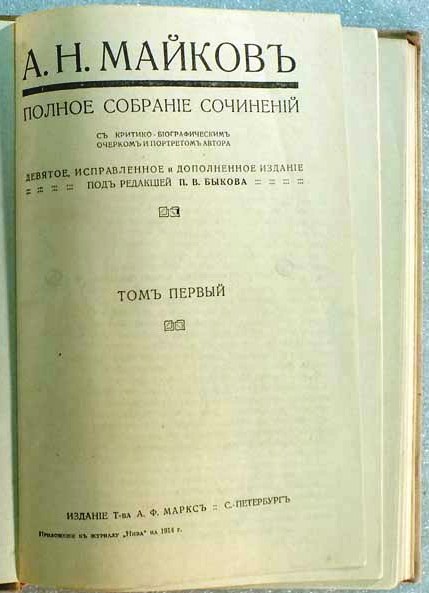 А. Н. МАЙКОВЪ
ПОЛНОЕ СОБРАНІЕ СОЧИНЕНІЙ
СЪ КРИТИКО-БІОГРАФИЧЕСКИМЪ
ОЧЕРКОМЪ И ПОРТРЕТОМЪ АВТОРА
ДЕВЯТОЕ, ИСПРАВЛЕННОЕ и ДОПОЛНЕННОЕ ИЗДАНІЕ
:: :: :: :: ПОДЪ РЕДАКЦІЕЙ П. В. БЫКОВА :: :: :: ::
ТОМЪ ПЕРВЫЙ
ИЗДАНІЕ Т-ва А. Ф. МАРКСЪ :: С.-ПЕТЕРБУРГЪ
Приложеніе къ журналу „Нива" на 1914 г.